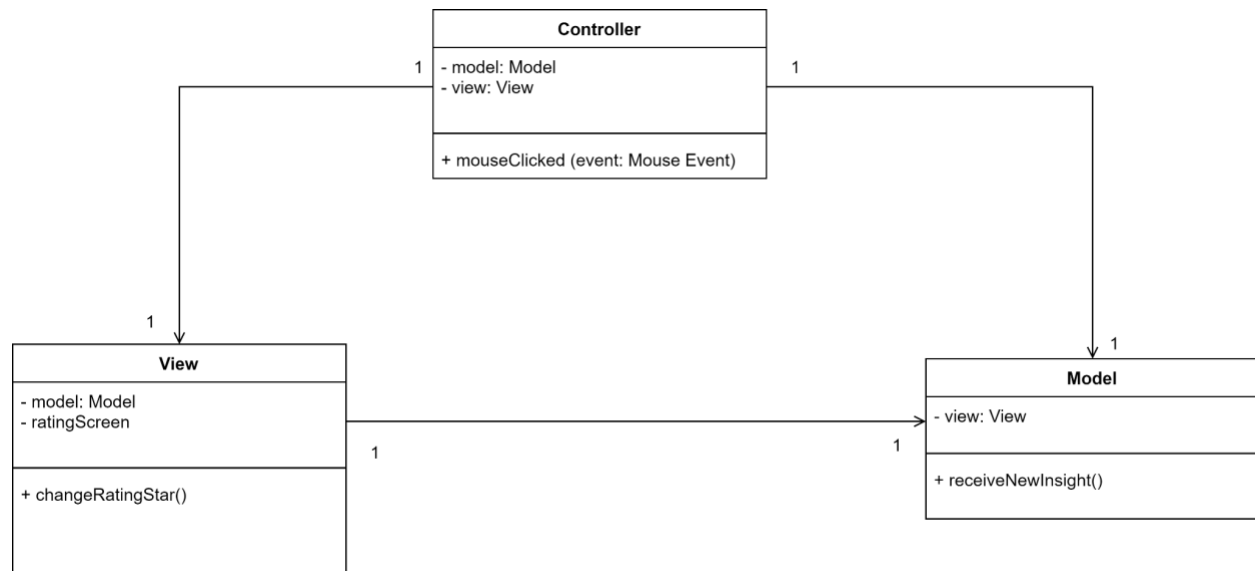 Controller
- model: Model
- view: View
+ mouseClicked (event: Mouse Event)
1
1
1
1
View
- model: Model
- ratingScreen
+ changeRatingStar()
1
1
Model
- view: View
+ receiveNewInsight()